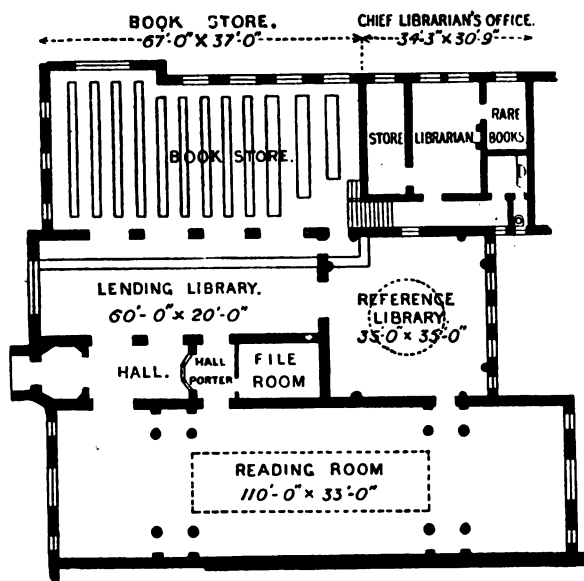 BOOK STORE.
67'-0" X 37'-0"
CHIEF LIBRARIAN'S OFFICE.
34'-3" X 30'-9"
STORE
LIBRARIAN
RARE
BOOKS
BOOK STORE.
LENDING LIBRARY.
60'-0" X 20'-0"
REFERENCE
LIBRARY
35'-0" X 35'-0"
HALL.
HALL
PORTER
FILE
ROOM
READING ROOM
110'-0" X 33'-0"